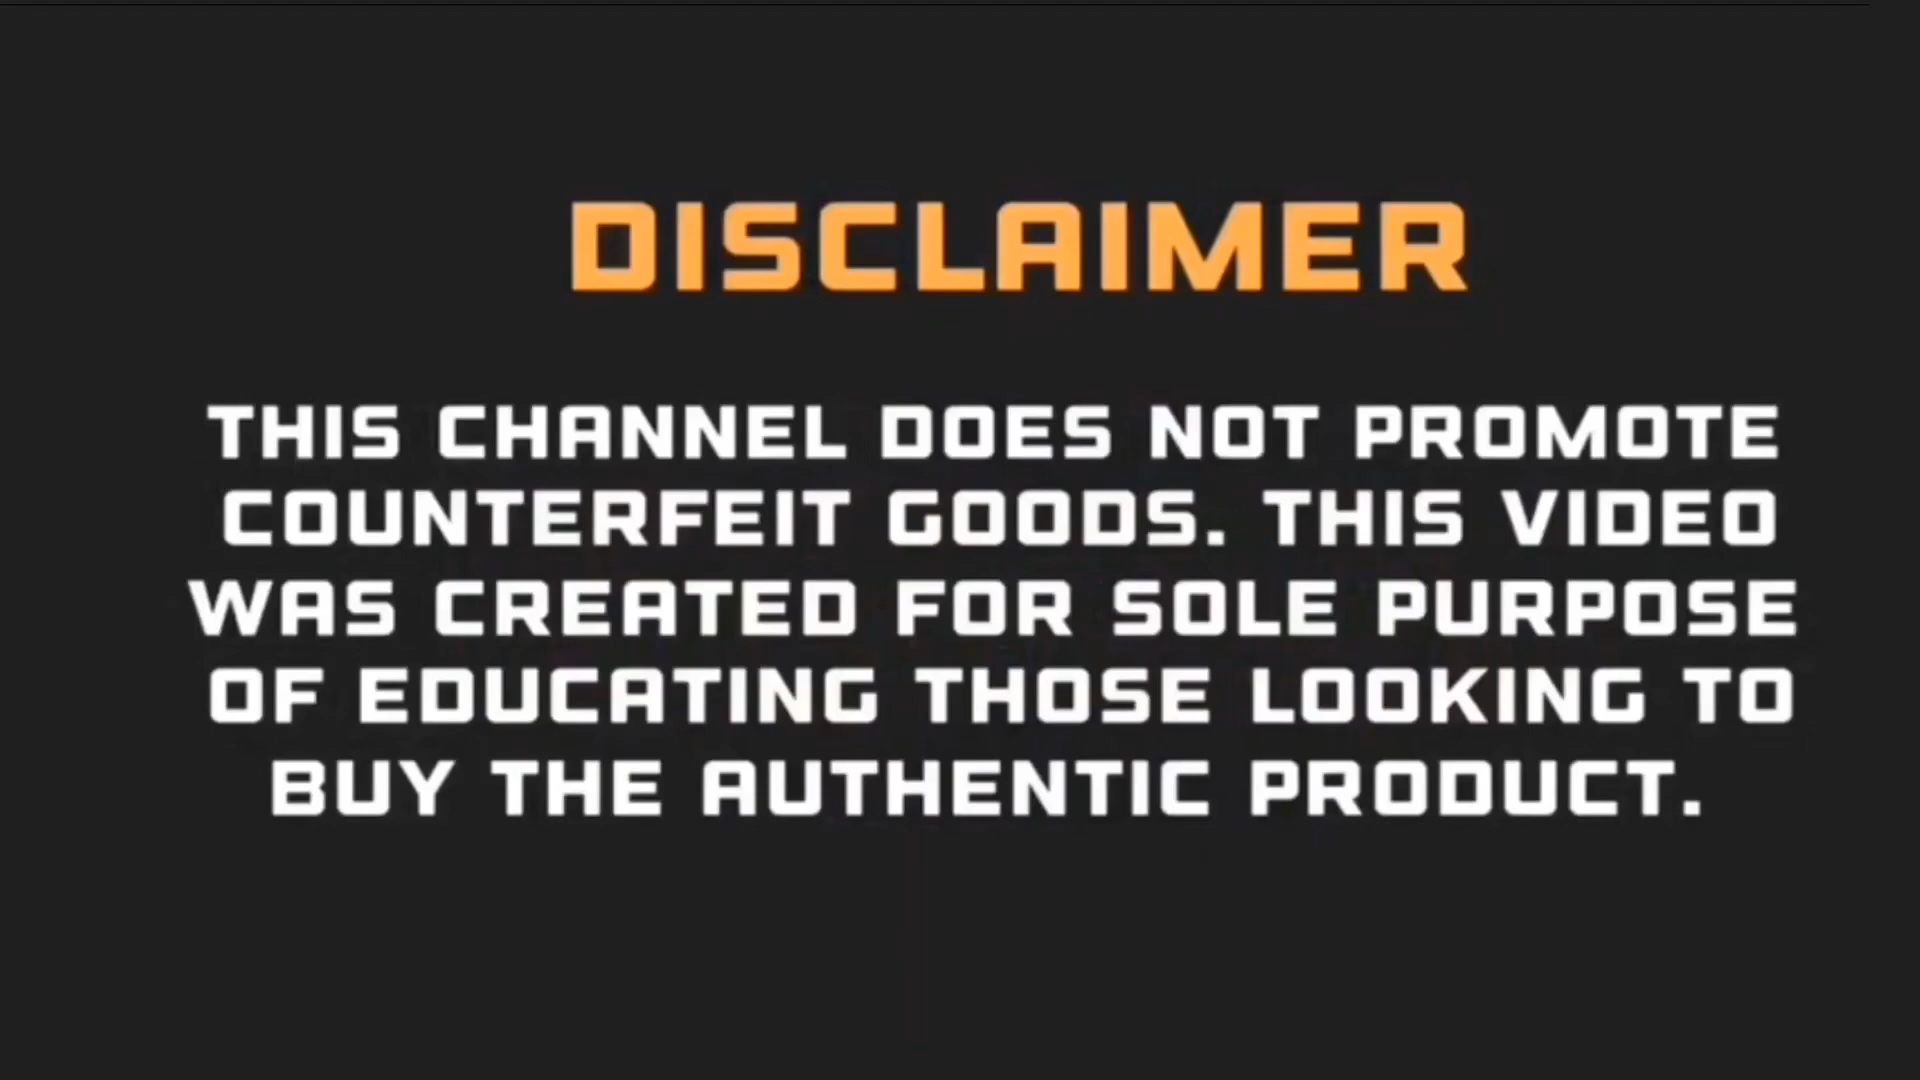 DISCLAIMER
THIS CHANNEL DOES NOT PROMOTE
COUNTERFEIT GOODS. THIS VIDEO
WAS CREATED FOR SOLE PURPOSE
OF EDUCATING THOSE LOOKING TO
BUY THE AUTHENTIC PRODUCT.